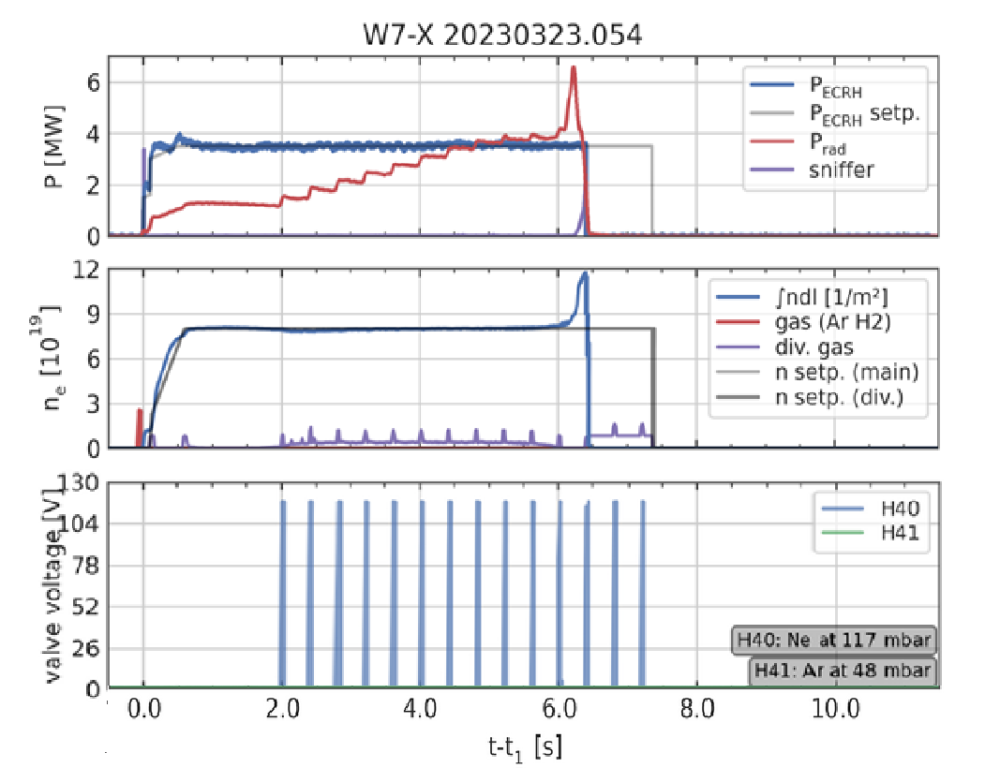 W7-X 20230323.054
P [MW]
6
4
2
0
P_ECRH
P_ECRH setp.
P_rad
sniffer
n_e [10^19]
12
9
6
3
0
∫ndl [1/m²]
gas (Ar H2)
div. gas
n setp. (main)
n setp. (div.)
valve voltage [V]
130
104
78
52
26
0
H40
H41
H40: Ne at 117 mbar
H41: Ar at 48 mbar
0.0 2.0 4.0 6.0 8.0 10.0
t-t_1 [s]